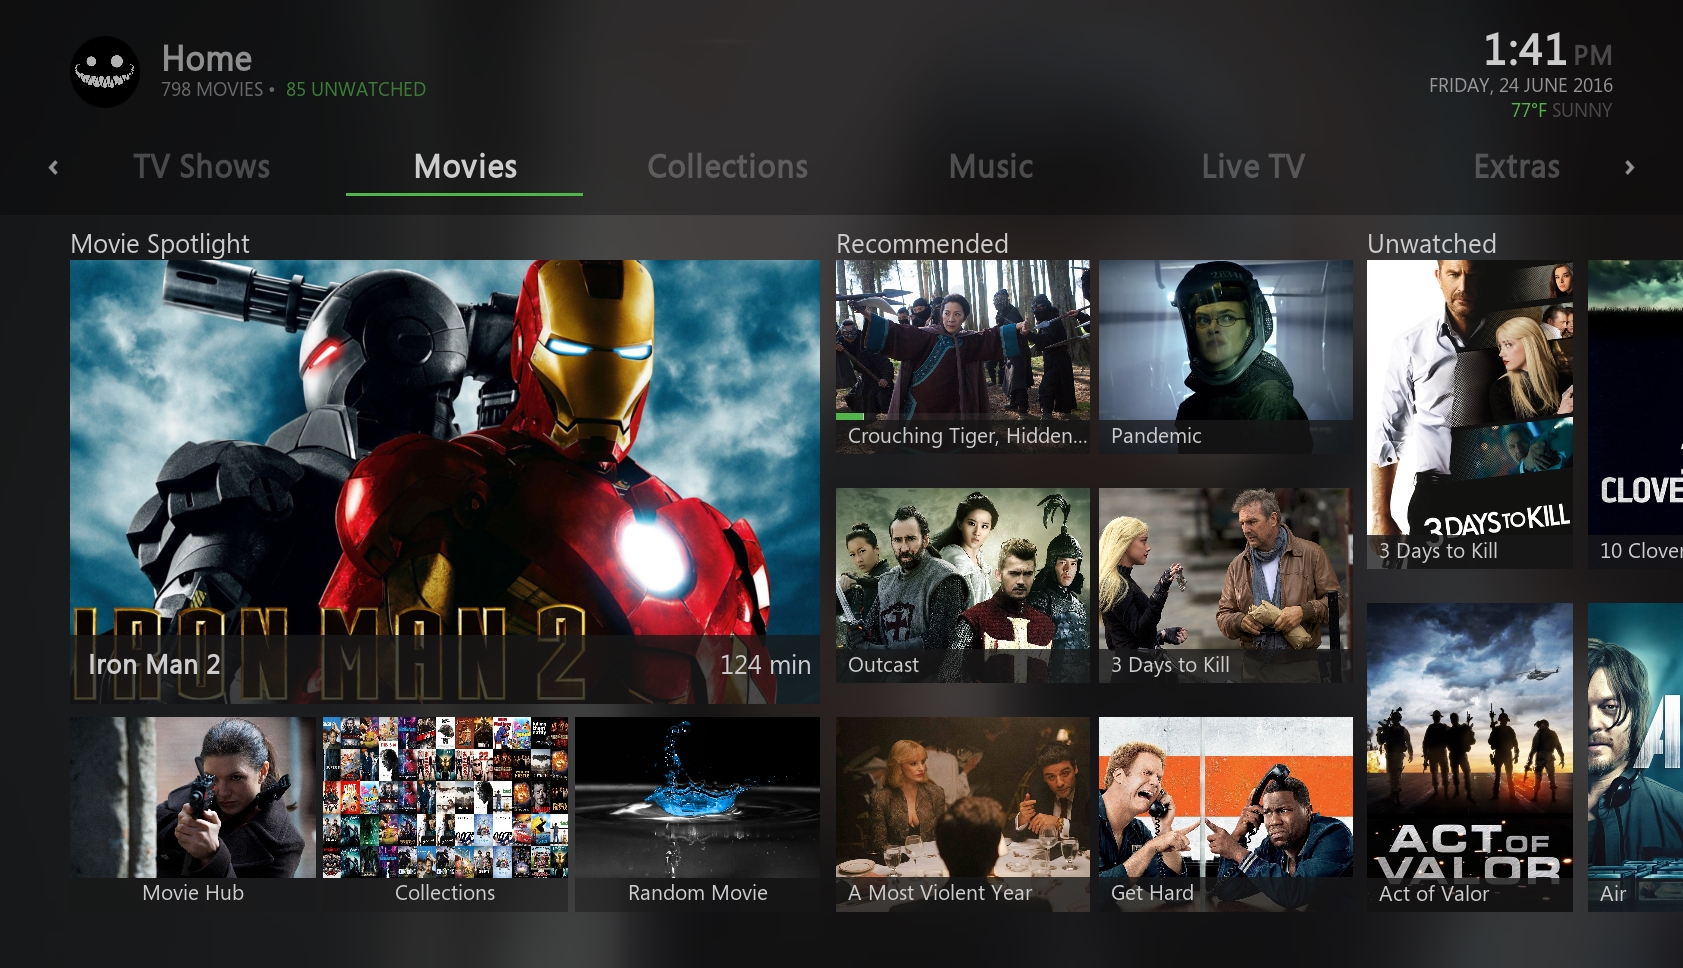 Home
798 MOVIES • 85 UNWATCHED
1:41 PM
FRIDAY, 24 JUNE 2016
77°F SUNNY
TV Shows
Movies
Collections
Music
Live TV
Extras
Movie Spotlight
IRON MAN 2
Iron Man 2
124 min
Movie Hub
Collections
Random Movie
Recommended
Crouching Tiger, Hidden...
Pandemic
Outcast
3 Days to Kill
A Most Violent Year
Get Hard
Unwatched
3 DAYS TO KILL
3 Days to Kill
CLOVE
10 Clover
ACT OF
VALOR
Act of Valor
Air